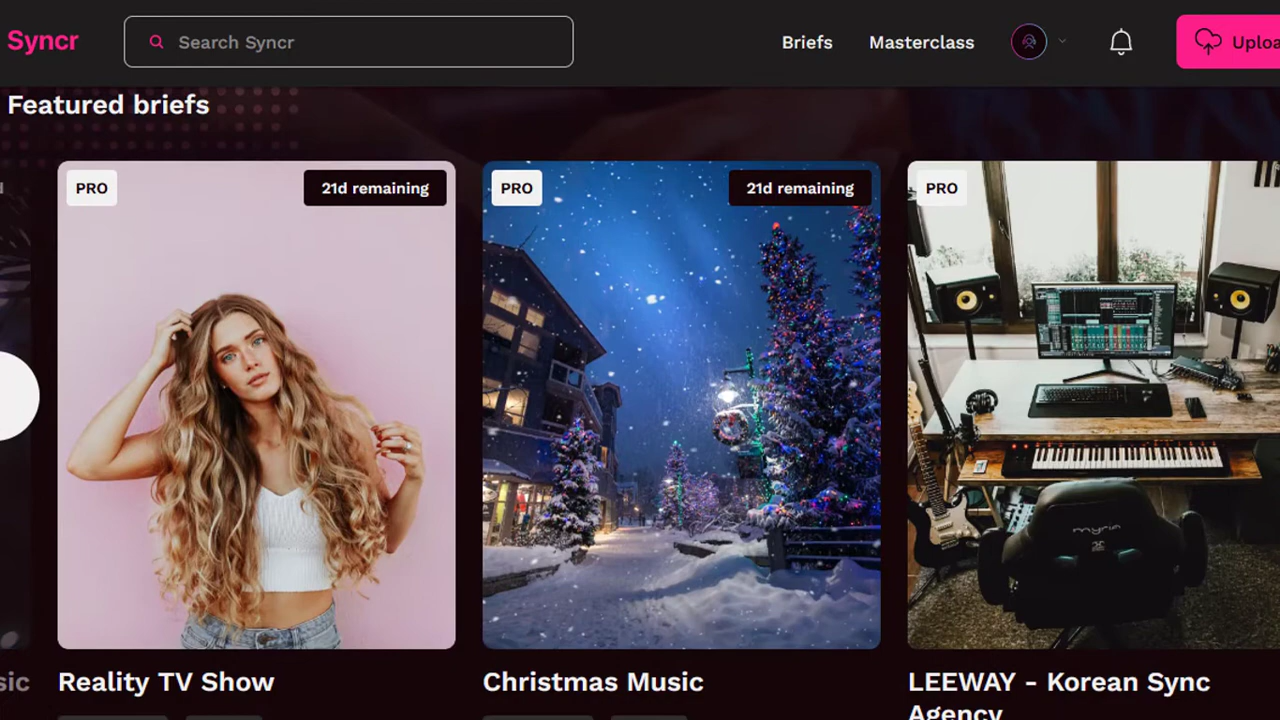 Syncr
Search Syncr
Briefs
Masterclass
Uploa
Featured briefs
PRO
21d remaining
PRO
21d remaining
PRO
sic
Reality TV Show
Christmas Music
LEEWAY - Korean Sync
Agency